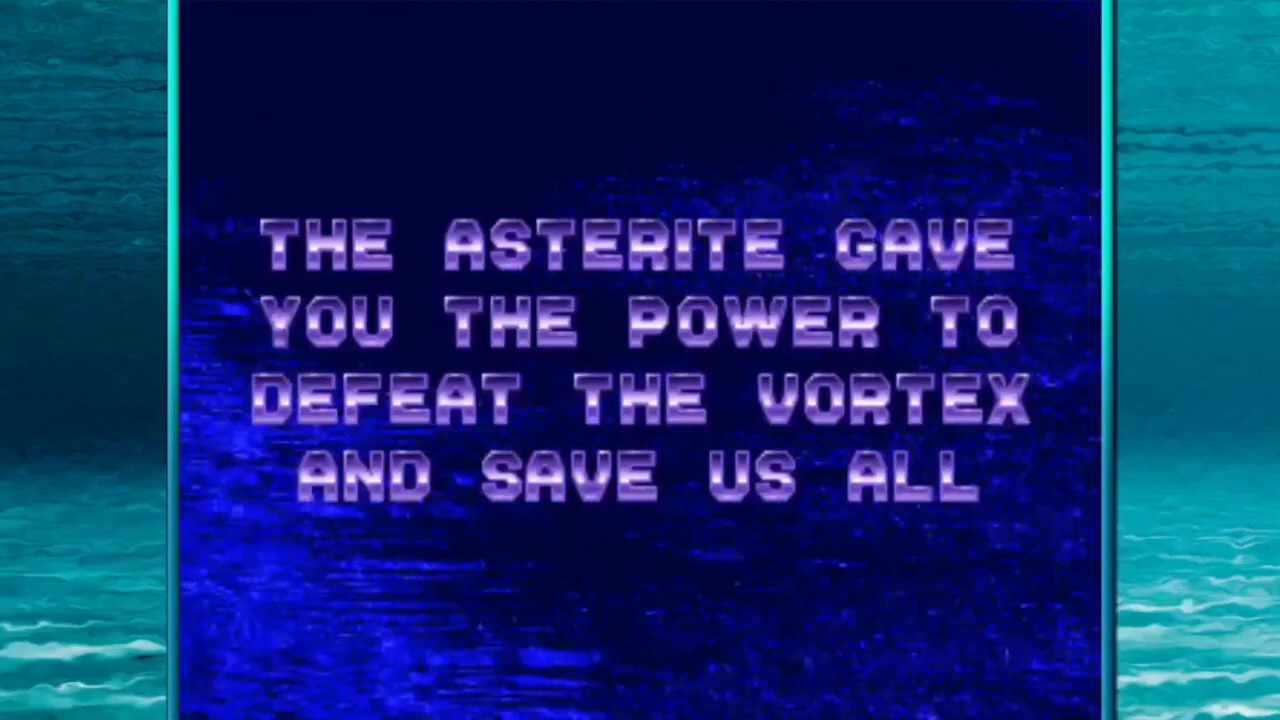 THE ASTERITE GAVE
YOU THE POWER TO
DEFEAT THE VORTEX
AND SAVE US ALL